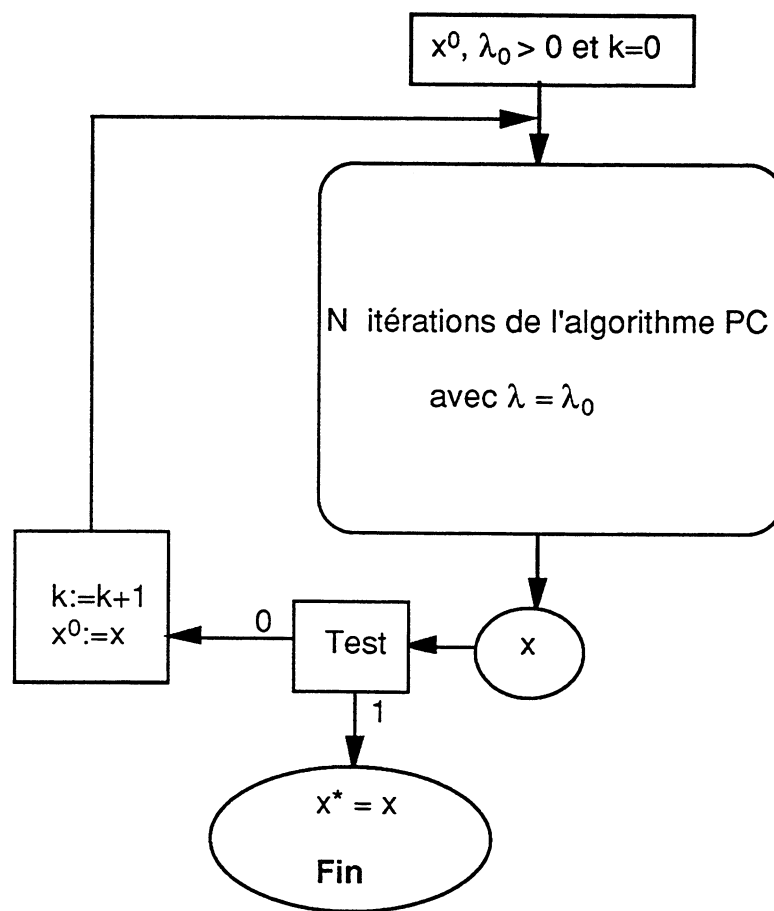 x⁰, λ₀ > 0 et k=0
N itérations de l'algorithme PC
avec λ = λ₀
k:=k+1
x⁰:=x
0
Test
x
1
x* = x
Fin